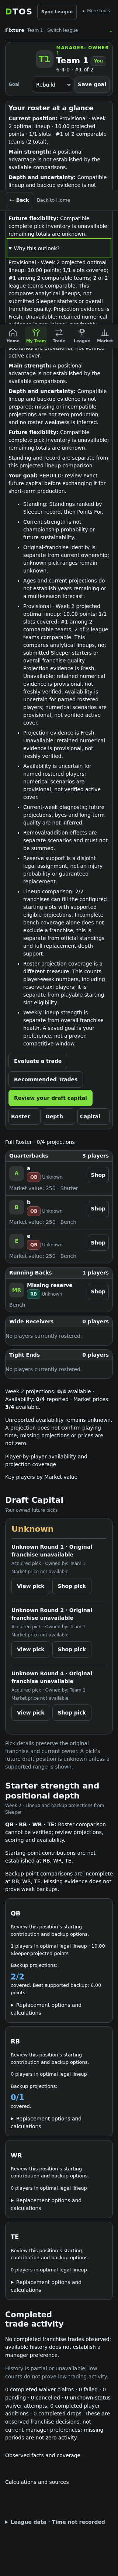 DTOS
Sync League
▸ More tools
Fixture Team 1 · Switch league
T1
MANAGER: OWNER 1
Team 1 You
6-4-0 · #1 of 2
Goal
Rebuild
Save goal
Your roster at a glance
Current position: Provisional · Week
2 optimal lineup · 10.00 projected
points · 1/1 slots · #1 of 2 comparable
teams (2 total).
Main strength: A positional
advantage is not established by the
available comparisons.
Depth and uncertainty: Compatible
depth and backup evidence is not
← Back
Back to Home
Future flexibility: Compatible
complete pick inventory is unavailable;
remaining totals are unknown.
▾ Why this outlook?
Provisional · Week 2 projected optimal
lineup: 10.00 points; 1/1 slots covered;
#1 among 2 comparable teams; 2 of 2
league teams comparable. This
compares analytical lineups, not
submitted Sleeper starters or overall
roster quality. Projection evidence is
Fresh, Unavailable; retained numerical
Home
My Team
Trade
League
Market
active cover.
Main strength: A positional
advantage is not established by the
available comparisons.
Depth and uncertainty: Compatible
depth and backup evidence is not
complete; missing or incomplete
projections are not production, and
no roster weakness is inferred.
Future flexibility: Compatible
complete pick inventory is unavailable;
remaining totals are unknown.
Standing and record are separate from
this projected lineup comparison.
Your goal: REBUILD: review exact
future value before exchanging it for
short-term production.
• Standing: Standings ranked by
Sleeper record, then Points For.
• Current strength is not
championship probability or
future sustainability.
• Original-franchise identity is
separate from current ownership;
unknown pick ranges remain
unknown.
• Ages and current projections do
not establish years remaining or
a multi-season forecast.
• Provisional · Week 2 projected
optimal lineup: 10.00 points; 1/1
slots covered; #1 among 2
comparable teams; 2 of 2 league
teams comparable. This
compares analytical lineups, not
submitted Sleeper starters or
overall roster quality.
Projection evidence is Fresh,
Unavailable; retained numerical
evidence is provisional, not
freshly verified. Availability is
uncertain for named rostered
players; numerical coverage is
provisional, not verified active
cover.
• Projection evidence is Fresh,
Unavailable; retained numerical
evidence is provisional, not
freshly verified.
• Availability is uncertain for
named rostered players;
numerical coverage is
provisional, not verified active
cover.
• Current-week diagnostic; future
projections, byes and long-term
quality are not inferred.
• Removal/addition effects are
separate scenarios and must not
be summed.
• Reserve support is a disjoint
legal assignment, not an injury
probability or guaranteed
replacement.
• Lineup comparison: 2/2
franchises can fill the configured
legal starting slots with supported
eligible projections. Incomplete
bench coverage alone does not
exclude a franchise; this is
separate from official standings
and from replacement depth
support.
• Roster projection coverage is a
different measure. This measure
counts player-week numbers, including
unavailable players; it is
separate from playable starting-
slot eligibility.
• Weekly lineup strength is
separate from overall franchise
health. A saved goal is your
preference, not a proven
competitive window.
Evaluate a trade
Recommended Trades
Review your draft capital
Roster
Depth
Capital
Full Roster · 0/4 projections
Quarterbacks 3 players
A
a
QB Unknown
Shop
Market value: 250 · Starter
B
b
QB Unknown
Shop
Market value: 250 · Bench
E
e
QB Unknown
Shop
Market value: 250 · Bench
Running Backs 1 players
MR
Missing reserve
RB Unknown
Shop
Bench
Wide Receivers 0 players
No players currently rostered.
Tight Ends 0 players
No players currently rostered.
Week 2 projections: 0/4 available ·
Availability: 0/4 reported · Market prices:
3/4 available.
Unreported availability remains unknown.
A projection does not confirm playing
time; missing projections or prices are
not zero.
Player-by-player availability and
projection coverage
Key players by Market value
Draft Capital
Your owned future picks
Unknown
Unknown Round 1 · Original
franchise unavailable
Acquired pick · Owned by: Team 1
Market price not available
View pick
Shop pick
Unknown Round 2 · Original
franchise unavailable
Acquired pick · Owned by: Team 1
Market price not available
View pick
Shop pick
Unknown Round 4 · Original
franchise unavailable
Acquired pick · Owned by: Team 1
Market price not available
View pick
Shop pick
Pick details preserve the original
franchise and current owner. A pick's
future draft position is unknown unless a
supported range is shown.
Starter strength and
positional depth
Week 2 · Lineup and backup projections from
Sleeper
QB · RB · WR · TE: Roster comparison
cannot be verified; review projections,
scoring and availability.
Starting-point contributions are not
established at RB, WR, TE.
Backup point comparisons are incomplete
at RB, WR, TE. Missing evidence does not
prove weak backups.
QB
Review this position's starting
contribution and backup options.
1 players in optimal legal lineup · 10.00
Sleeper-projected points
Backup projections:
2/2
covered. Best supported backup: 6.00
points.
▸ Replacement options and
calculations
RB
Review this position's starting
contribution and backup options.
0 players in optimal legal lineup
Backup projections:
0/1
covered.
▸ Replacement options and
calculations
WR
Review this position's starting
contribution and backup options.
0 players in optimal legal lineup
▸ Replacement options and
calculations
TE
Review this position's starting
contribution and backup options.
0 players in optimal legal lineup
▸ Replacement options and
calculations
Completed
trade activity
No completed franchise trades observed;
available history does not establish a
manager preference.
History is partial or unavailable; low
counts do not prove low trading activity.
0 completed waiver claims · 0 failed · 0
pending · 0 cancelled · 0 unknown-status
waiver attempts. 0 completed player
additions · 0 completed drops. These are
observed franchise decisions, not
current-manager preferences; missing
periods are not zero activity.
Observed facts and coverage
Calculations and sources
▸ League data · Time not recorded